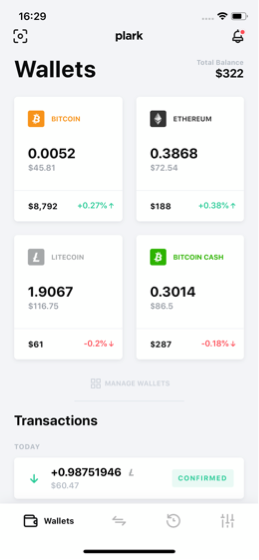 16:29
plark
Wallets
Total Balance
$322
BITCOIN
0.0052
$45.81
$8,792 +0.27%↑
ETHEREUM
0.3868
$72.54
$188 +0.38%↑
LITECOIN
1.9067
$116.75
$61 -0.2%↓
BITCOIN CASH
0.3014
$86.5
$287 -0.18%↓
MANAGE WALLETS
Transactions
TODAY
+0.98751946 Ł
$60.47
CONFIRMED
Wallets